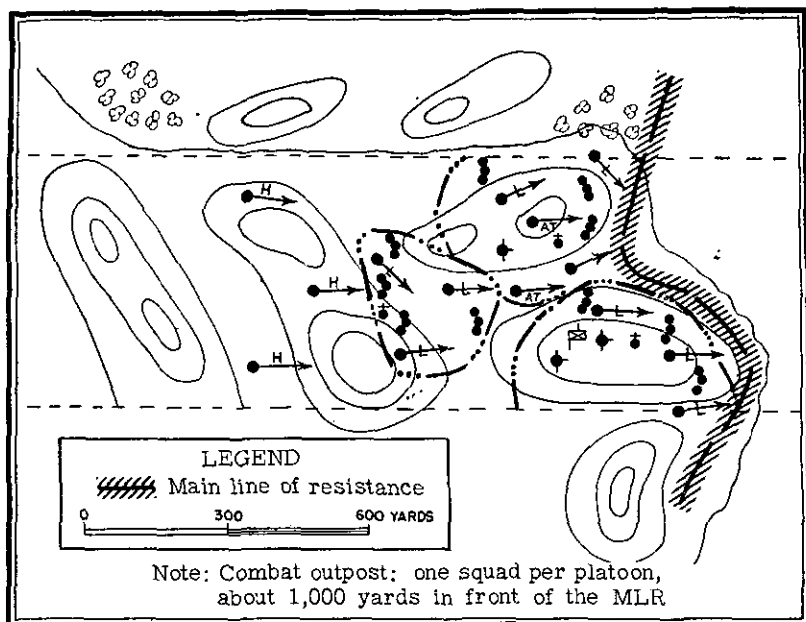 L
H
L
AT
L
H
L
AT
L
L
L
H
L
LEGEND
Main line of resistance
0 300 600 YARDS
Note: Combat outpost: one squad per platoon,
about 1,000 yards in front of the MLR